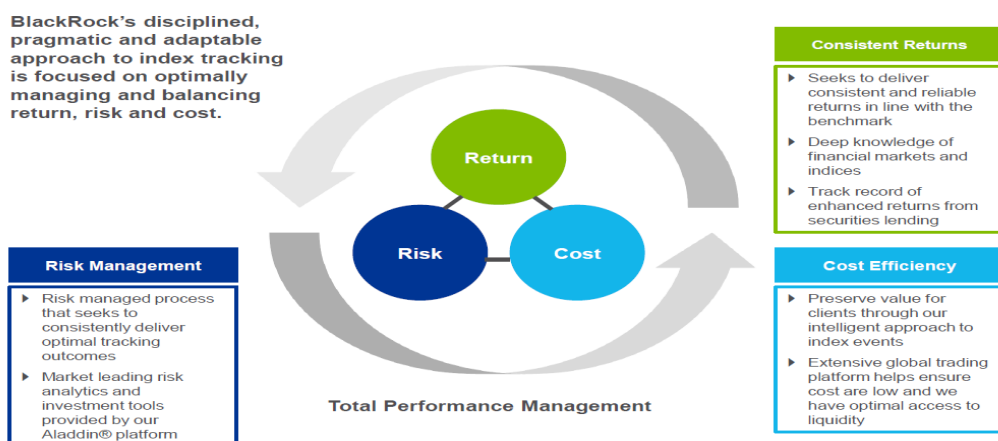 BlackRock's disciplined,
pragmatic and adaptable
approach to index tracking
is focused on optimally
managing and balancing
return, risk and cost.
Return
Risk
Cost
Total Performance Management
Consistent Returns
Seeks to deliver
consistent and reliable
returns in line with the
benchmark
Deep knowledge of
financial markets and
indices
Track record of
enhanced returns from
securities lending
Risk Management
Risk managed process
that seeks to
consistently deliver
optimal tracking
outcomes
Market leading risk
analytics and
investment tools
provided by our
Aladdin® platform
Cost Efficiency
Preserve value for
clients through our
intelligent approach to
index events
Extensive global trading
platform helps ensure
cost are low and we
have optimal access to
liquidity